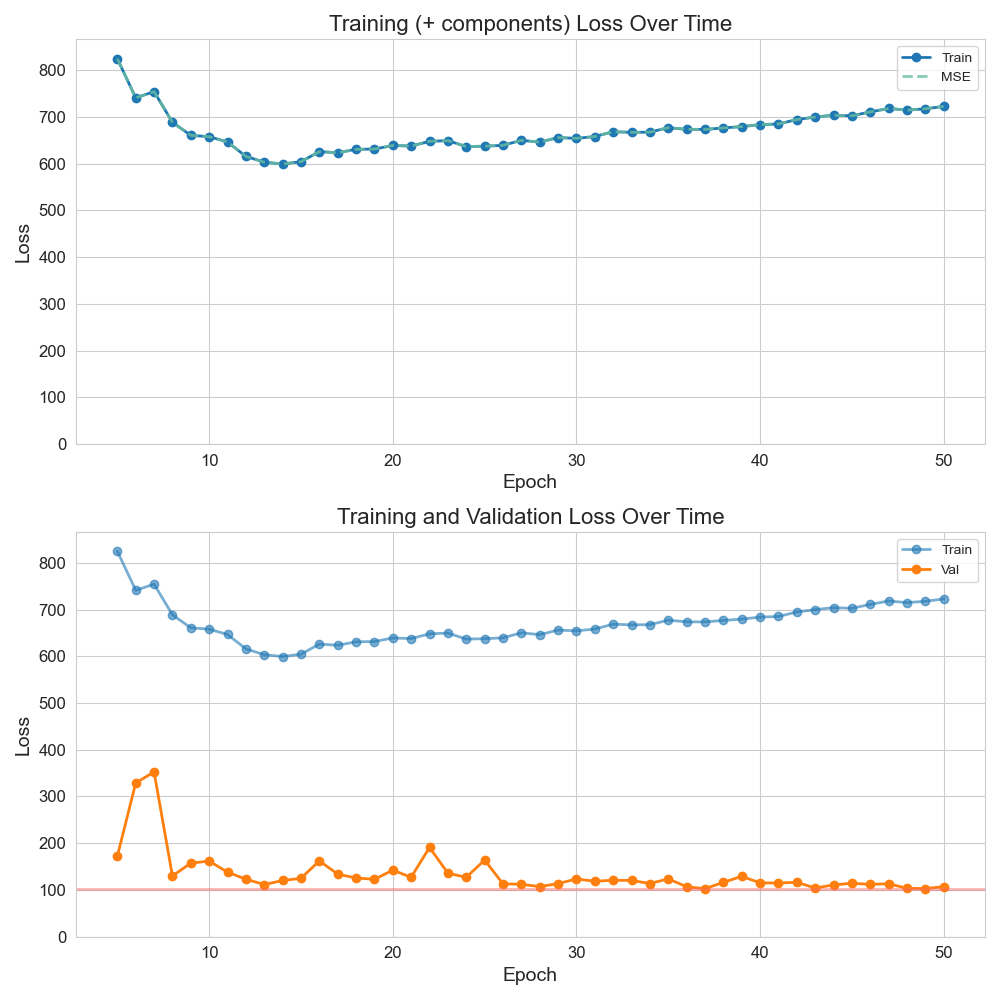 Training (+ components) Loss Over Time
Train
MSE
800
700
600
500
400
300
200
100
0
Loss
10 20 30 40 50
Epoch
Training and Validation Loss Over Time
Train
Val
800
700
600
500
400
300
200
100
0
Loss
10 20 30 40 50
Epoch